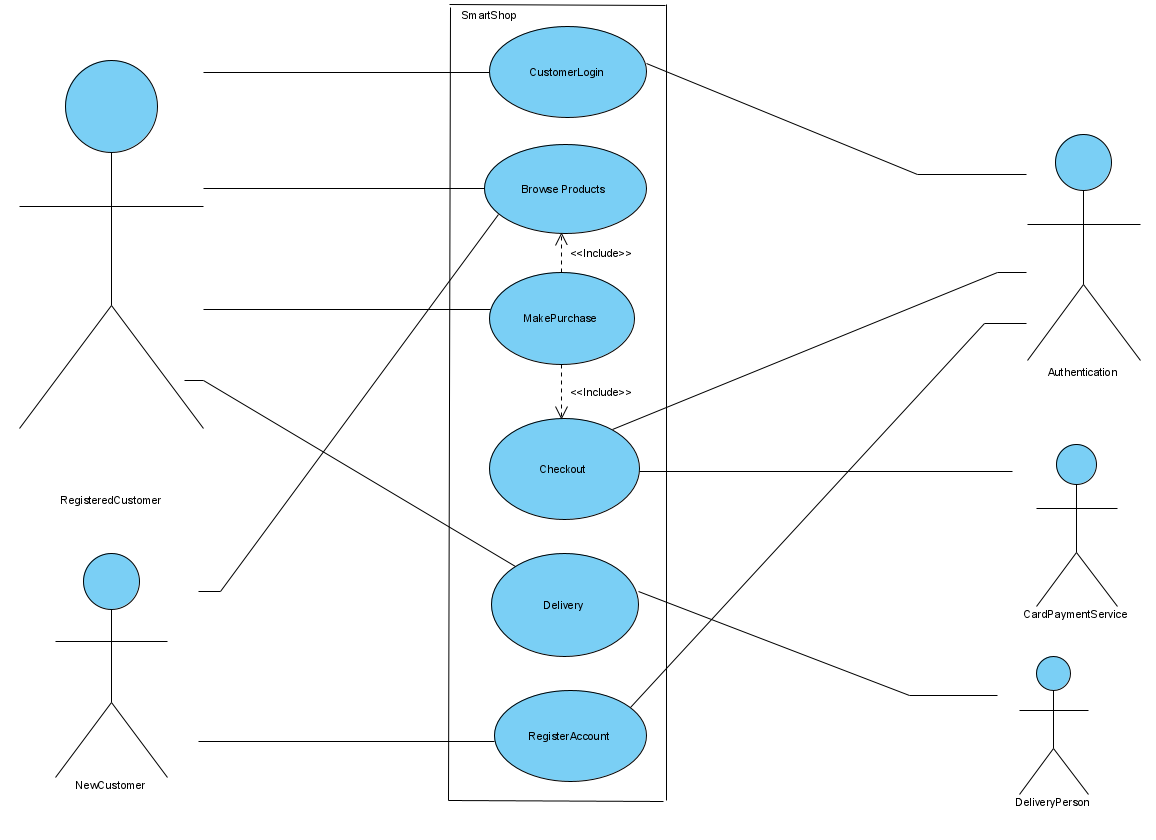 SmartShop
CustomerLogin
Browse Products
<<Include>>
MakePurchase
<<Include>>
Checkout
Delivery
RegisterAccount
RegisteredCustomer
NewCustomer
Authentication
CardPaymentService
DeliveryPerson